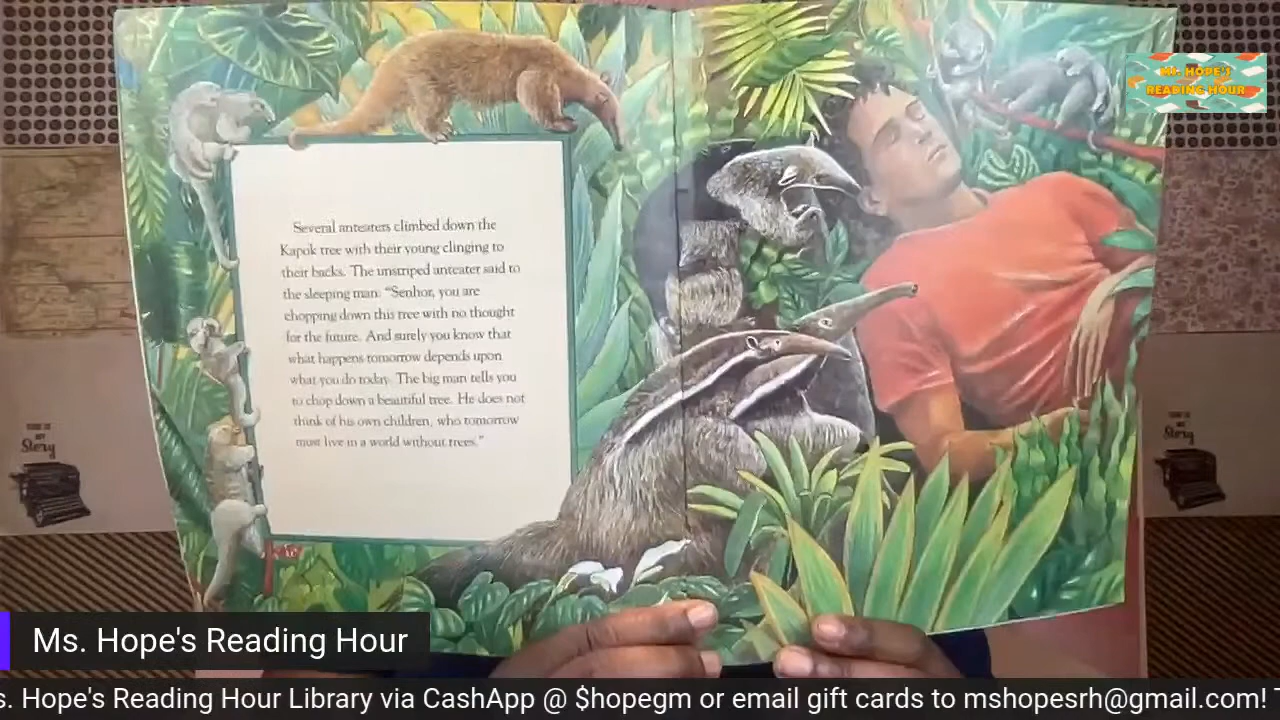 MS. HOPE'S
READING HOUR
Several anteaters climbed down the
Kapok tree with their young clinging to
their backs. The unstriped anteater said to
the sleeping man: "Senhor, you are
chopping down this tree with no thought
for the future. And surely you know that
what happens tomorrow depends upon
what you do today. The big man tells you
to chop down a beautiful tree. He does not
think of his own children, who tomorrow
must live in a world without trees."
Story
Story
Ms. Hope's Reading Hour
s. Hope's Reading Hour Library via CashApp @ $hopegm or email gift cards to mshopesrh@gmail.com! T